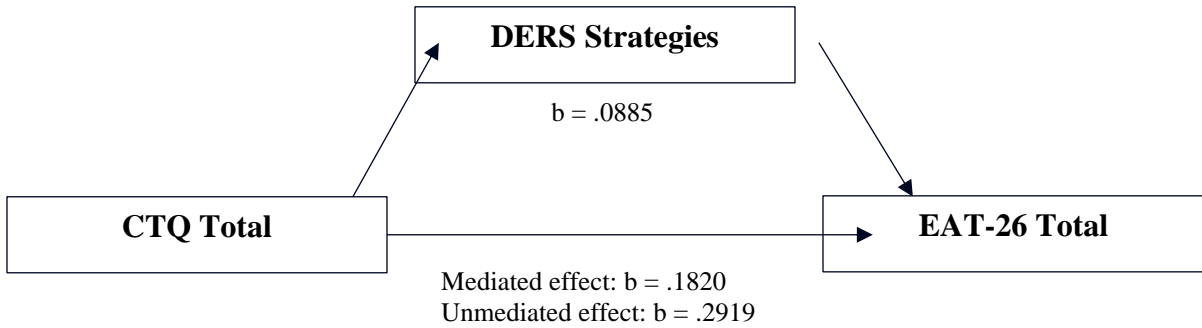 DERS Strategies
b = .0885
CTQ Total
EAT-26 Total
Mediated effect: b = .1820
Unmediated effect: b = .2919